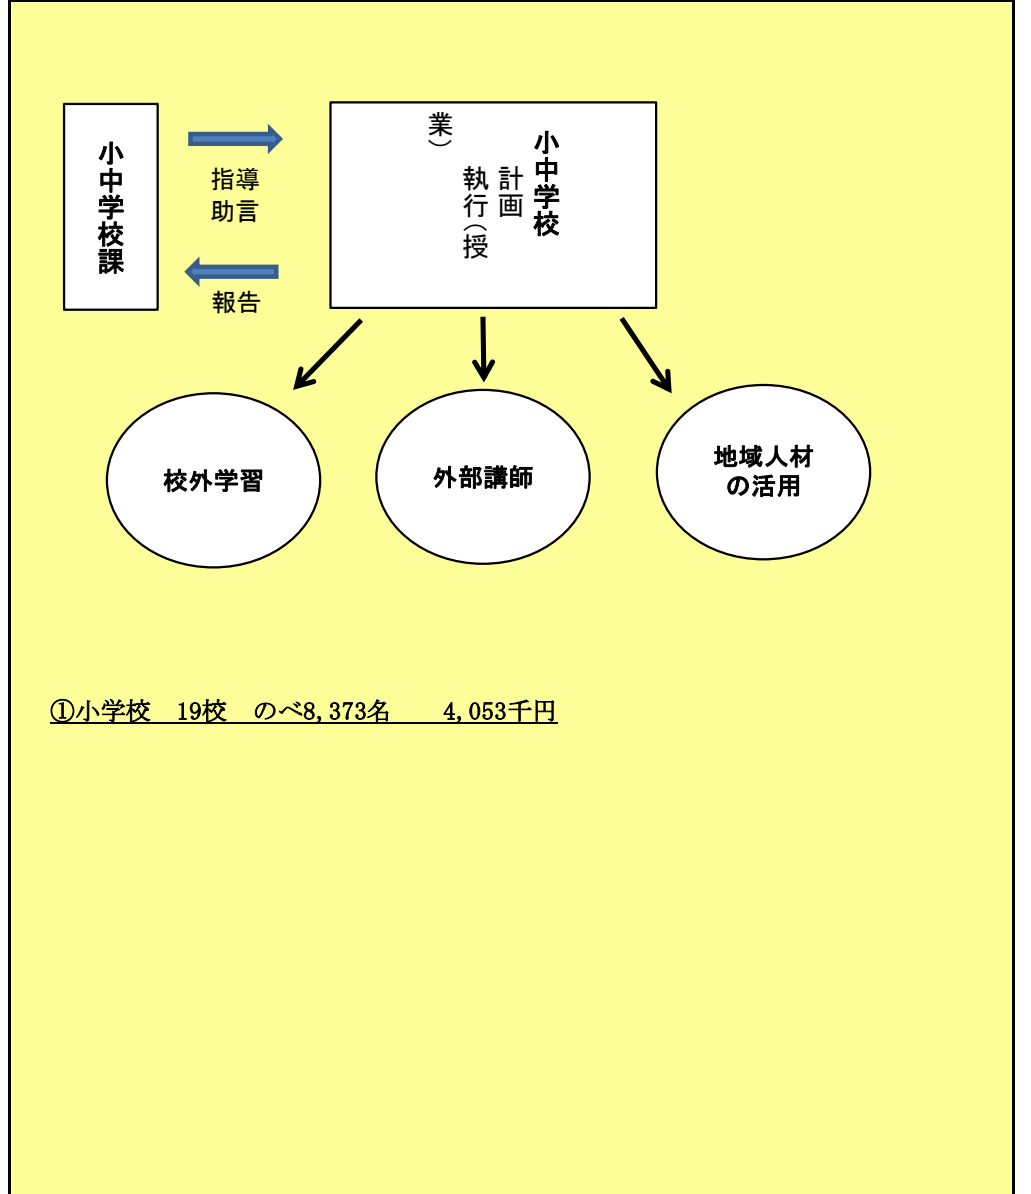 小中学校課
指導
助言
報告
小中学校
計画
執行（授
業）
校外学習
外部講師
地域人材
の活用
①小学校　19校　のべ8,373名　　4,053千円